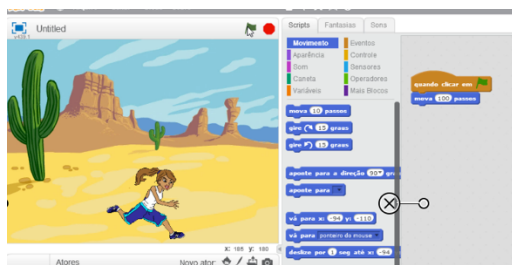 Untitled
Scripts Fantasias Sons
Movimento Eventos
Aparência Controle
Som Sensores
Caneta Operadores
Variáveis Mais Blocos
mova 10 passos
gire 15 graus
gire 15 graus
aponte para a direção 90
aponte para
vá para x: -94 y: -110
vá para ponteiro do mouse
deslize por 1 seg até x: -94
quando clicar em
mova 100 passos
x: 189 y: 180
Atores Novo ator: